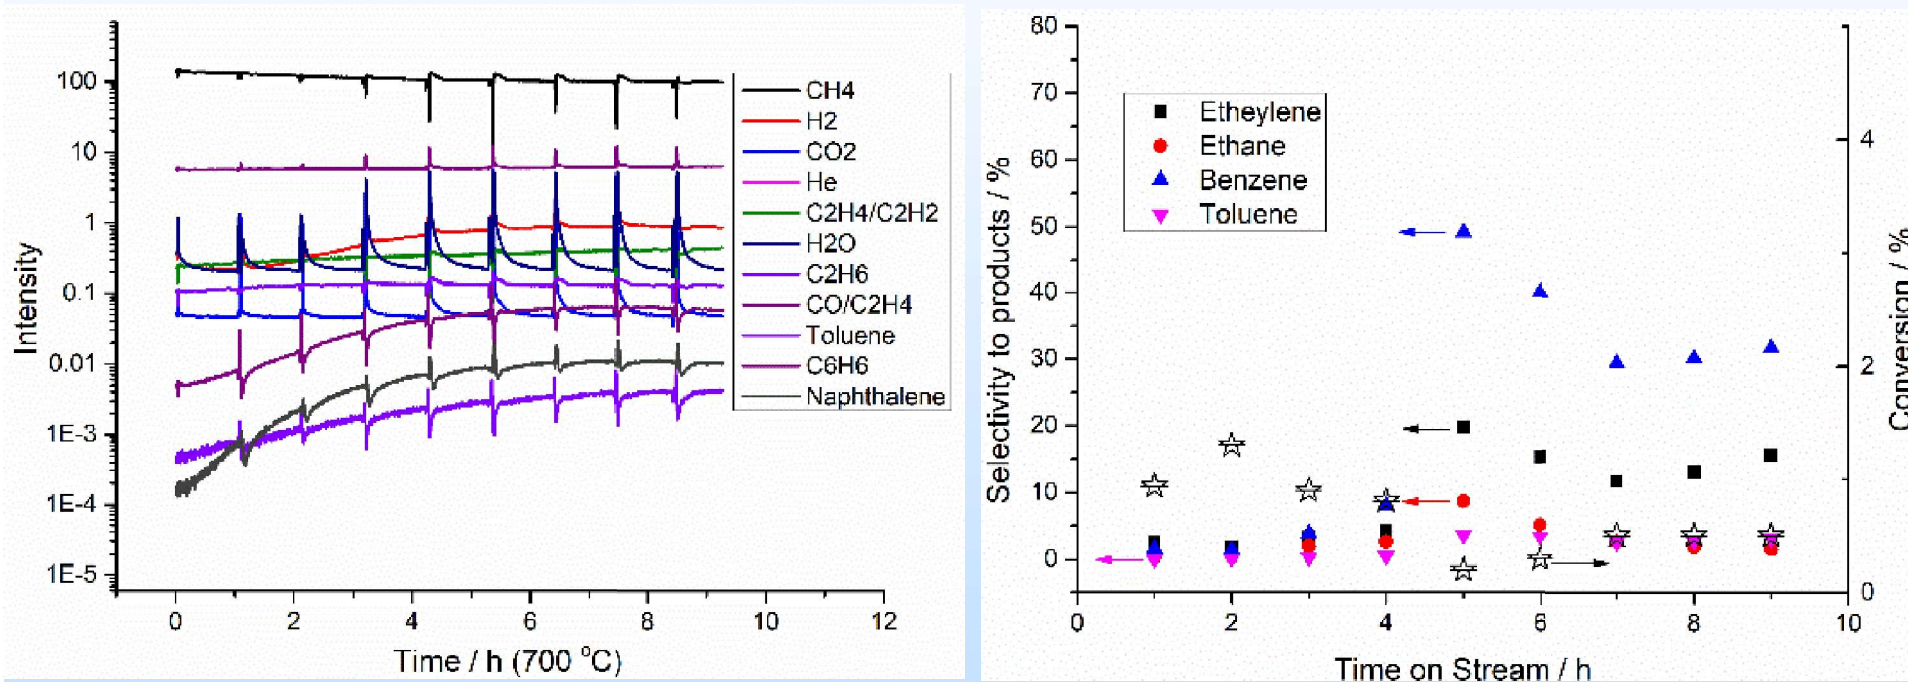 Intensity
100
10
1
0.1
0.01
1E-3
1E-4
1E-5
0
2
4
6
8
10
12
Time / h (700 °C)
CH4
H2
CO2
He
C2H4/C2H2
H2O
C2H6
CO/C2H4
Toluene
C6H6
Naphthalene
Selectivity to products / %
80
70
60
50
40
30
20
10
0
Etheylene
Ethane
Benzene
Toluene
4
2
0
Conversion / %
0
2
4
6
8
10
Time on Stream / h